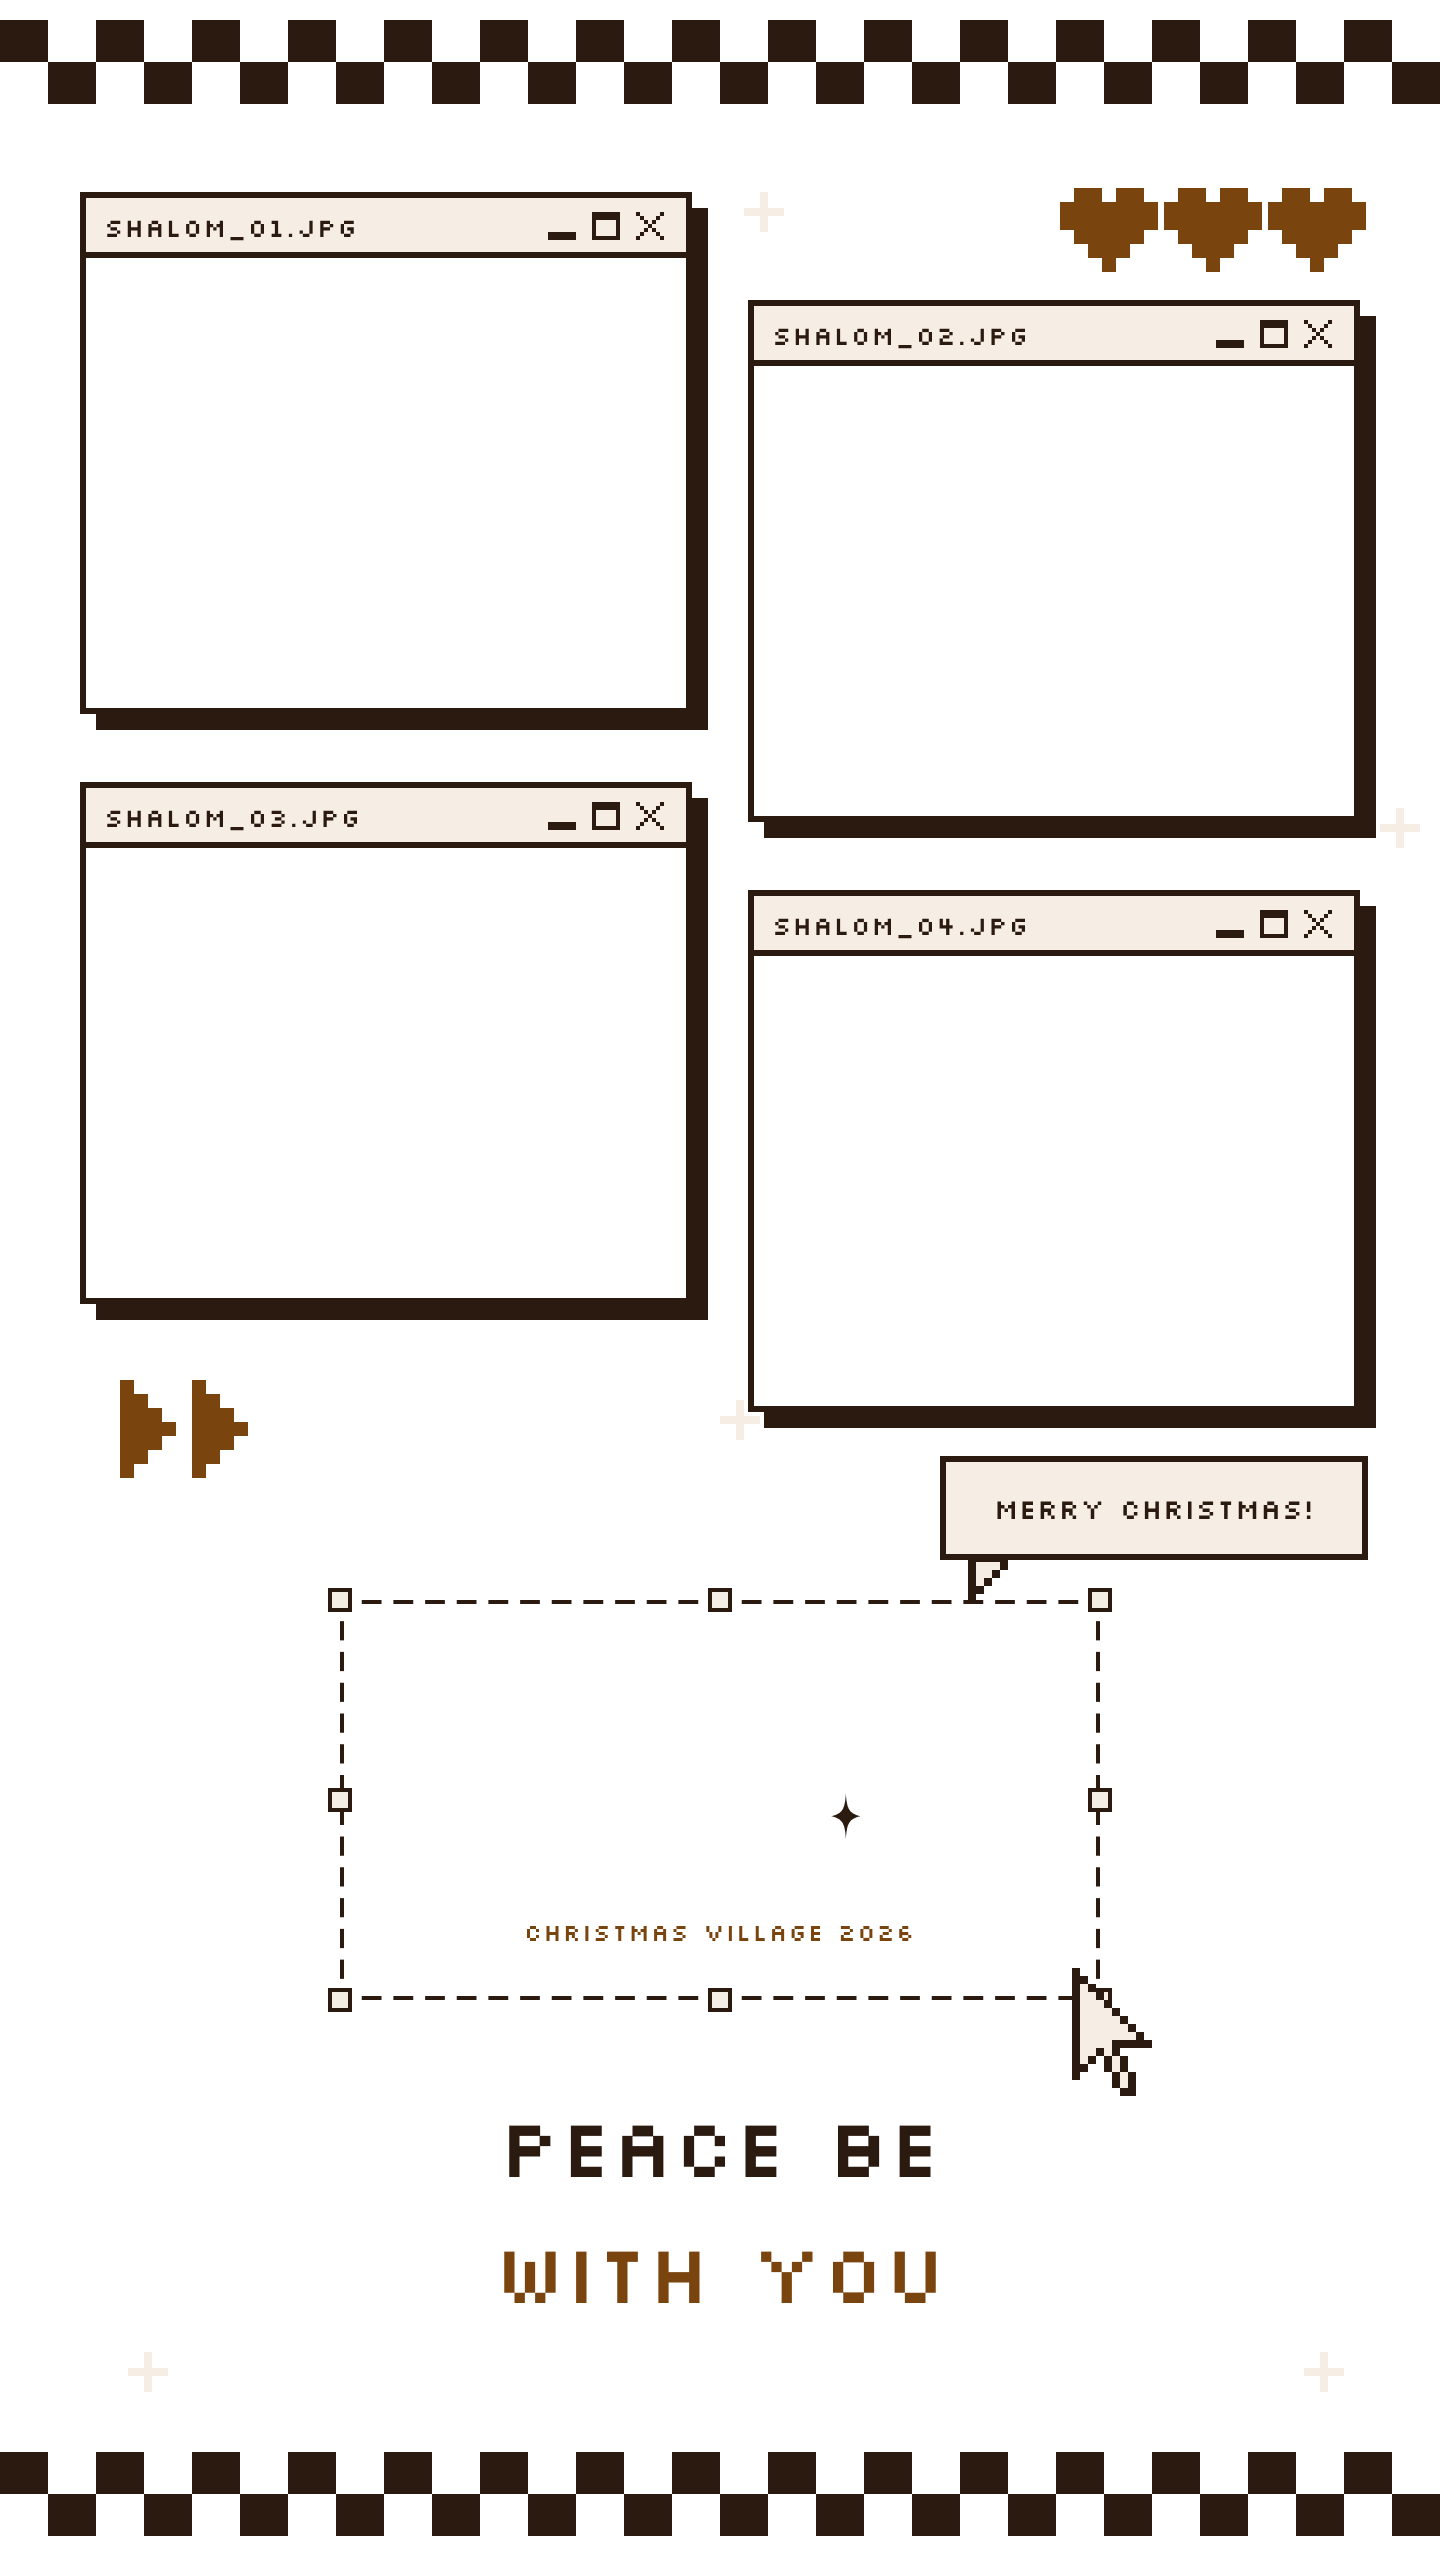 SHALOM_01.JPG
SHALOM_02.JPG
SHALOM_03.JPG
SHALOM_04.JPG
MERRY CHRISTMAS!
CHRISTMAS VILLAGE 2026
PEACE BE
WITH YOU